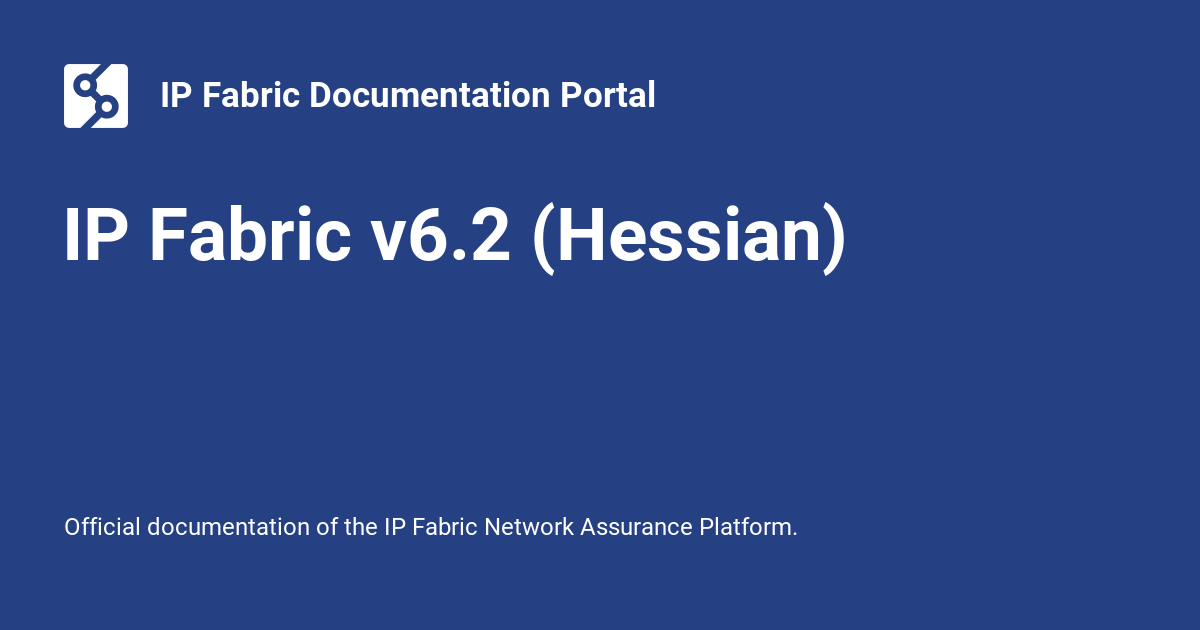 IP Fabric Documentation Portal
IP Fabric v6.2 (Hessian)
Official documentation of the IP Fabric Network Assurance Platform.